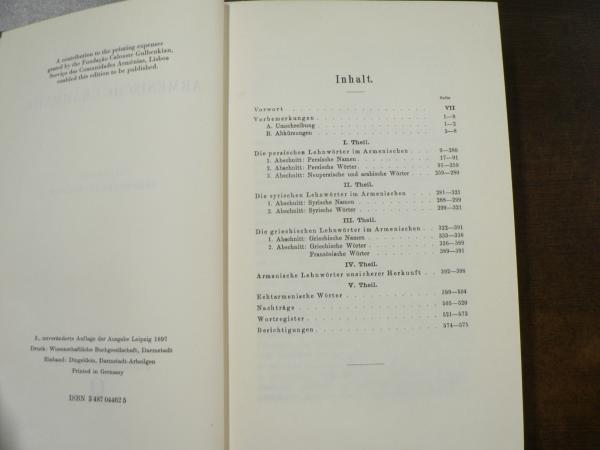 A contribution to the printing expenses
granted by the Fundação Calouste Gulbenkian,
Serviço das Comunidades Arménias, Lisboa
enabled this edition to be published.
3., unveränderte Auflage der Ausgabe Leipzig 1897
Druck: Wissenschaftliche Buchgesellschaft, Darmstadt
Einband: Dingeldein, Darmstadt-Arheilgen
Printed in Germany
ISBN 3 487 04462 5
Inhalt.
Seite
Vorwort VII
Vorbemerkungen 1—8
A. Umschreibung 1—2
B. Abkürzungen 3—8
I. Theil.
Die persischen Lehnwörter im Armenischen 9—280
1. Abschnitt: Persische Namen 17—91
2. Abschnitt: Persische Wörter 91—259
3. Abschnitt: Neupersische und arabische Wörter 259—280
II. Theil.
Die syrischen Lehnwörter im Armenischen 281—321
1. Abschnitt: Syrische Namen 288—299
2. Abschnitt: Syrische Wörter 299—321
III. Theil.
Die griechischen Lehnwörter im Armenischen 322—391
1. Abschnitt: Griechische Namen 333—336
2. Abschnitt: Griechische Wörter 336—389
Französische Wörter 389—391
IV. Theil.
Armenische Lehnwörter unsicherer Herkunft 392—398
V. Theil.
Echtarmenische Wörter 399—504
Nachträge 505—520
Wortregister 521—573
Berichtigungen 574—575